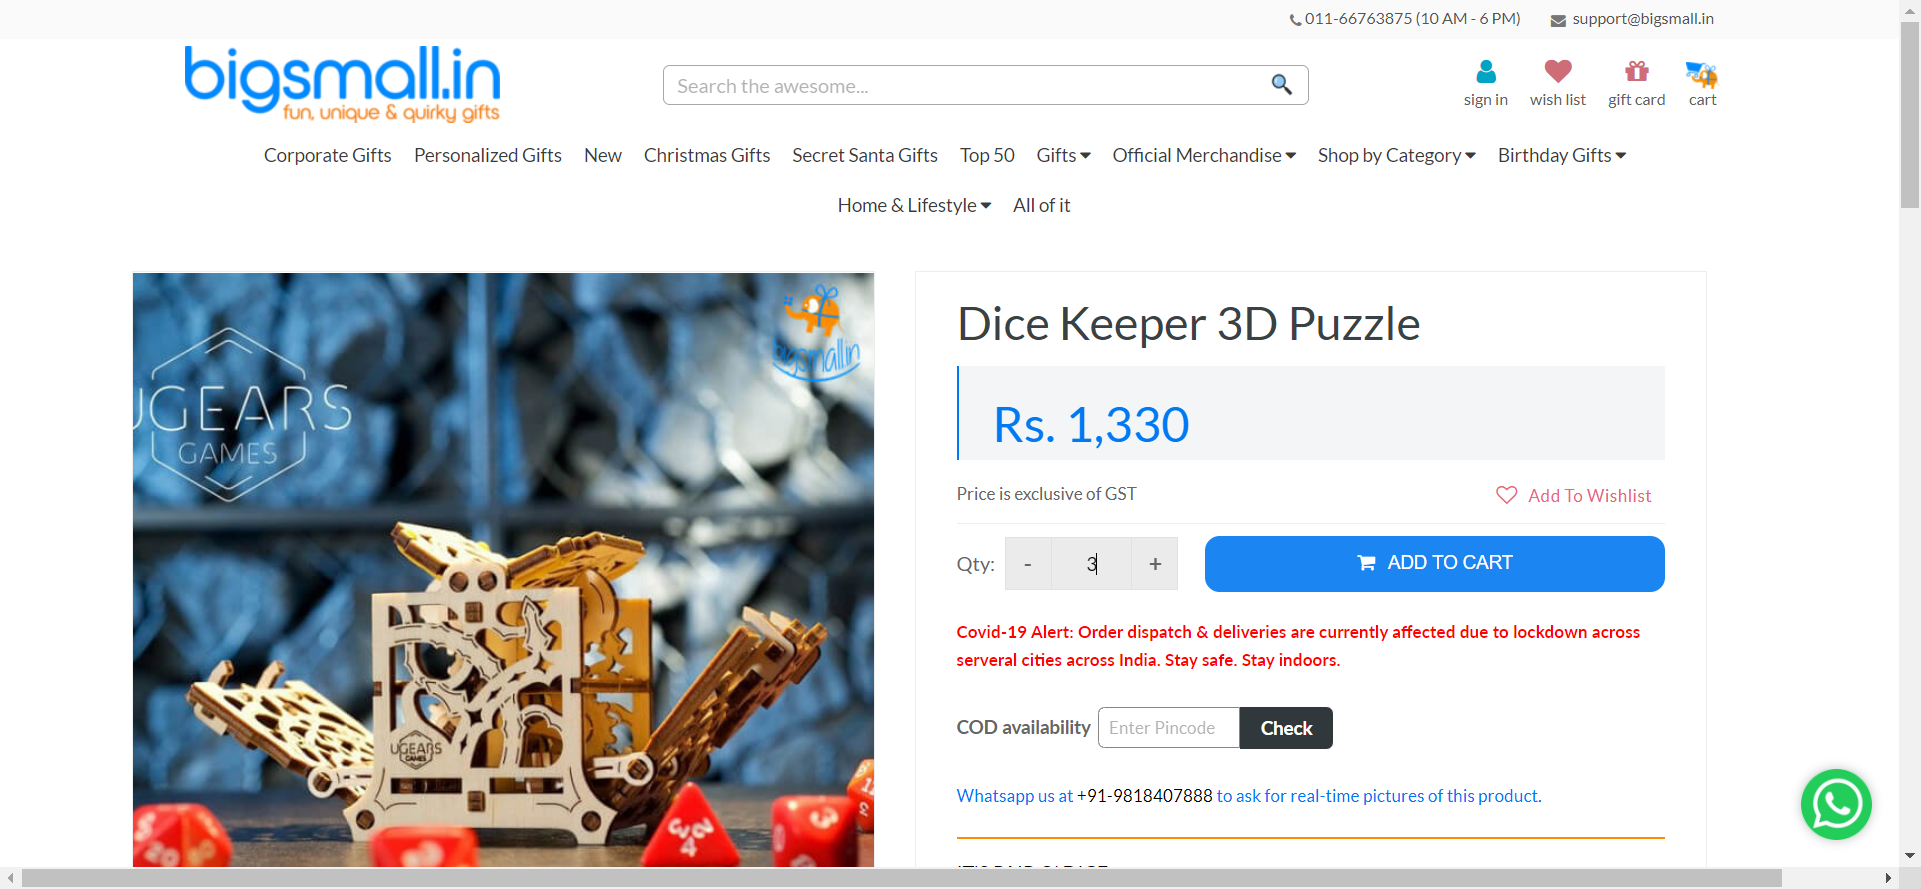 011-66763875 (10 AM - 6 PM)
support@bigsmall.in
bigsmall.in
fun, unique & quirky gifts
Search the awesome...
sign in
wish list
gift card
cart
Corporate Gifts
Personalized Gifts
New
Christmas Gifts
Secret Santa Gifts
Top 50
Gifts
Official Merchandise
Shop by Category
Birthday Gifts
Home & Lifestyle
All of it
UGEARS
GAMES
bigsmall.in
UGEARS
GAMES
Dice Keeper 3D Puzzle
Rs. 1,330
Price is exclusive of GST
Add To Wishlist
Qty:
-
3
+
ADD TO CART
Covid-19 Alert: Order dispatch & deliveries are currently affected due to lockdown across
serveral cities across India. Stay safe. Stay indoors.
COD availability
Enter Pincode
Check
Whatsapp us at +91-9818407888 to ask for real-time pictures of this product.